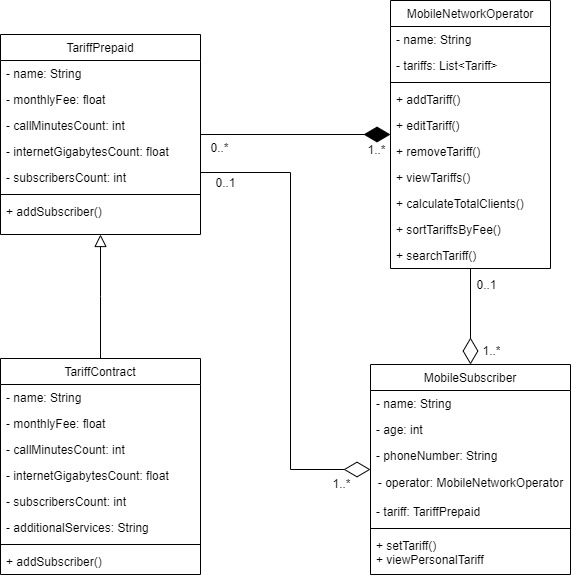 MobileNetworkOperator
- name: String
- tariffs: List<Tariff>
+ addTariff()
+ editTariff()
+ removeTariff()
+ viewTariffs()
+ calculateTotalClients()
+ sortTariffsByFee()
+ searchTariff()
TariffPrepaid
- name: String
- monthlyFee: float
- callMinutesCount: int
- internetGigabytesCount: float
- subscribersCount: int
+ addSubscriber()
0..*
1..*
0..1
0..1
1..*
1..*
TariffContract
- name: String
- monthlyFee: float
- callMinutesCount: int
- internetGigabytesCount: float
- subscribersCount: int
- additionalServices: String
+ addSubscriber()
MobileSubscriber
- name: String
- age: int
- phoneNumber: String
- operator: MobileNetworkOperator
- tariff: TariffPrepaid
+ setTariff()
+ viewPersonalTariff